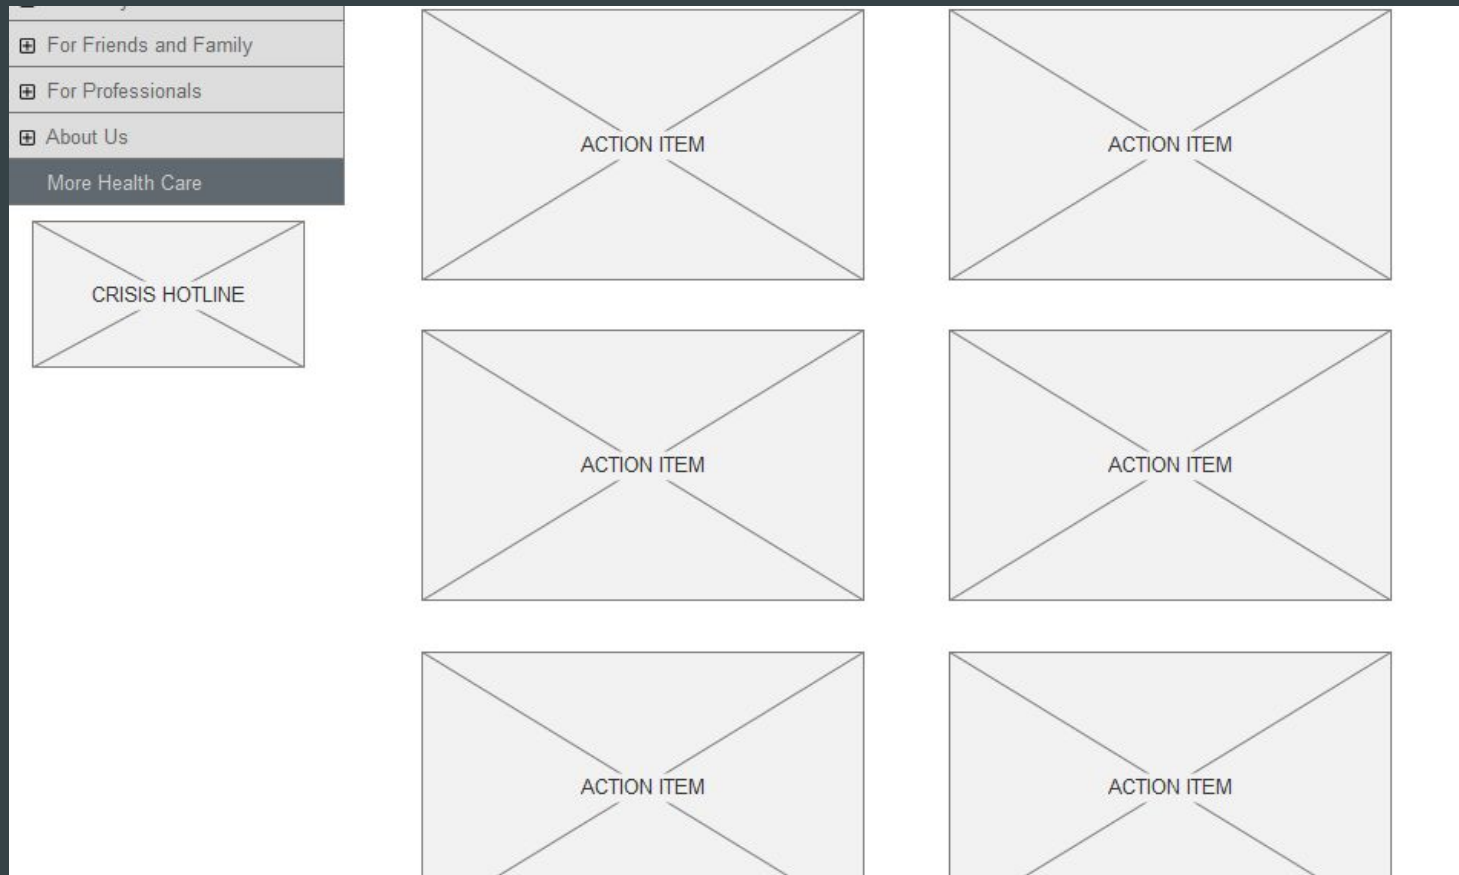 For Friends and Family
For Professionals
About Us
More Health Care
CRISIS HOTLINE
ACTION ITEM
ACTION ITEM
ACTION ITEM
ACTION ITEM
ACTION ITEM
ACTION ITEM